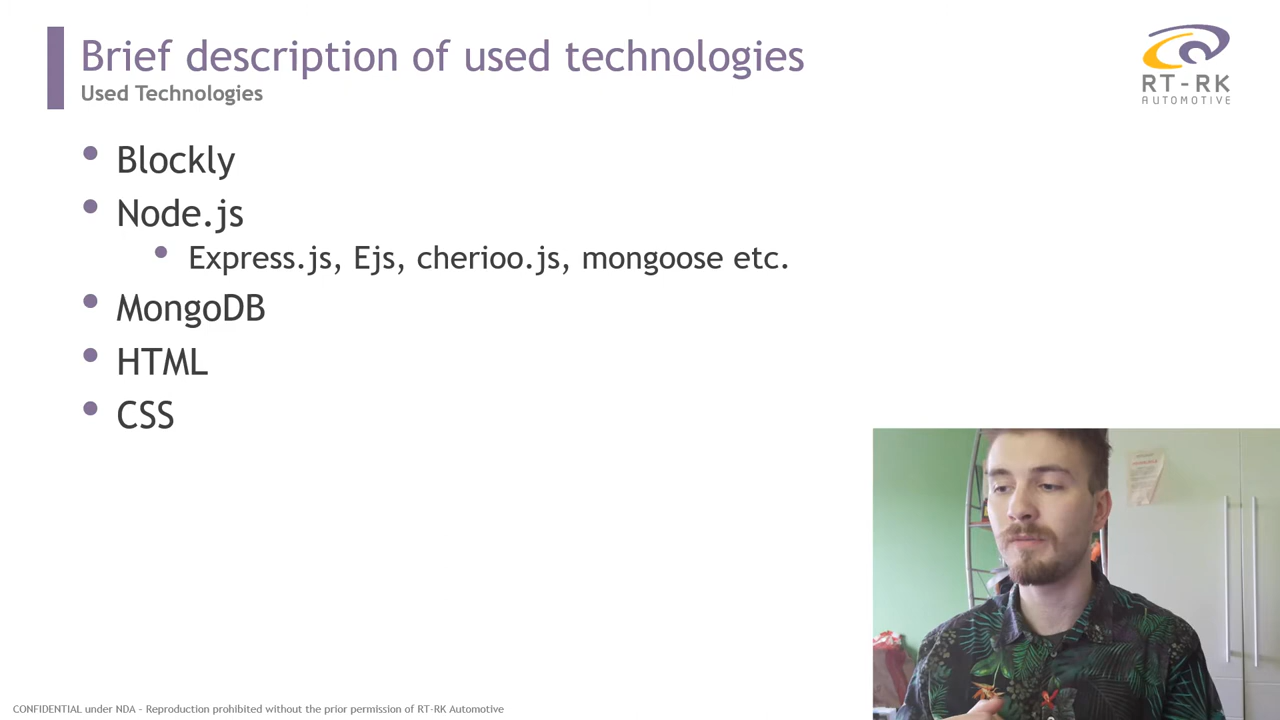 Brief description of used technologies
Used Technologies
RT-RK
AUTOMOTIVE
• Blockly
• Node.js
• Express.js, Ejs, cherioo.js, mongoose etc.
• MongoDB
• HTML
• CSS
CONFIDENTIAL under NDA – Reproduction prohibited without the prior permission of RT-RK Automotive